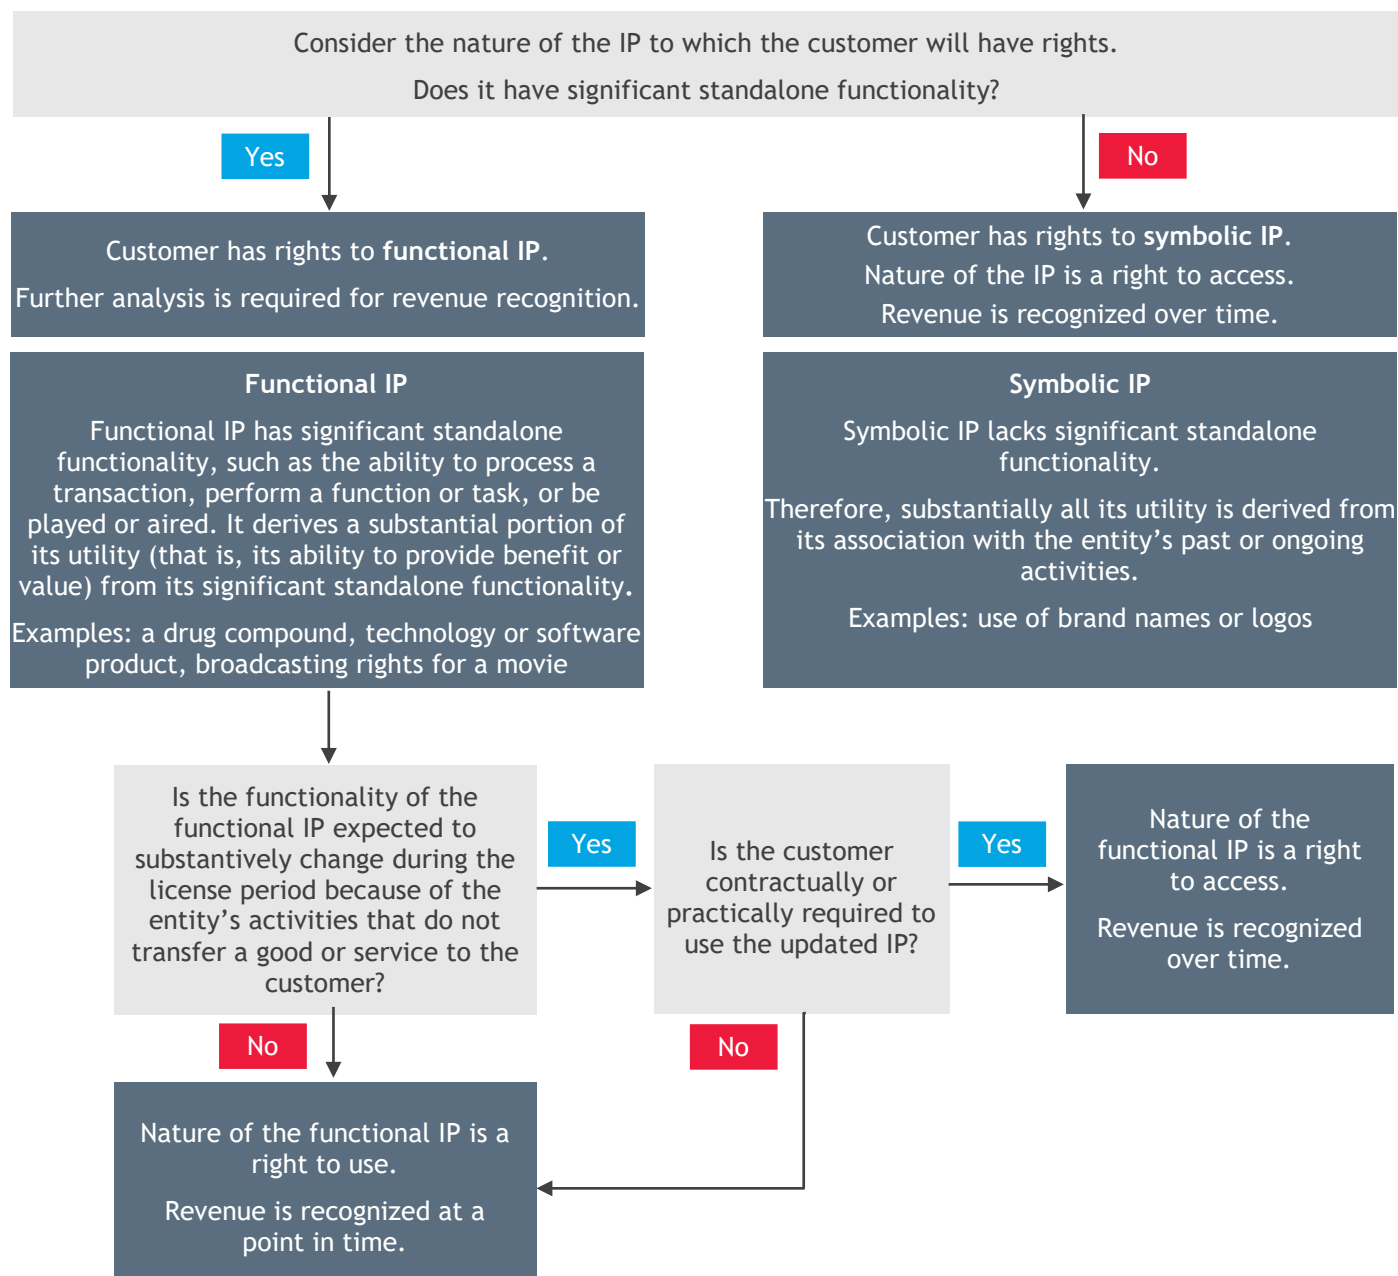 Consider the nature of the IP to which the customer will have rights.
Does it have significant standalone functionality?
Yes
No
Customer has rights to functional IP.
Further analysis is required for revenue recognition.
Customer has rights to symbolic IP.
Nature of the IP is a right to access.
Revenue is recognized over time.
Functional IP
Functional IP has significant standalone
functionality, such as the ability to process a
transaction, perform a function or task, or be
played or aired. It derives a substantial portion of
its utility (that is, its ability to provide benefit or
value) from its significant standalone functionality.
Examples: a drug compound, technology or software
product, broadcasting rights for a movie
Symbolic IP
Symbolic IP lacks significant standalone
functionality.
Therefore, substantially all its utility is derived from
its association with the entity’s past or ongoing
activities.
Examples: use of brand names or logos
Is the functionality of the
functional IP expected to
substantively change during the
license period because of the
entity’s activities that do not
transfer a good or service to the
customer?
Yes
Is the customer
contractually or
practically required to
use the updated IP?
Yes
Nature of the
functional IP is a right
to access.
Revenue is recognized
over time.
No
No
Nature of the functional IP is a
right to use.
Revenue is recognized at a
point in time.